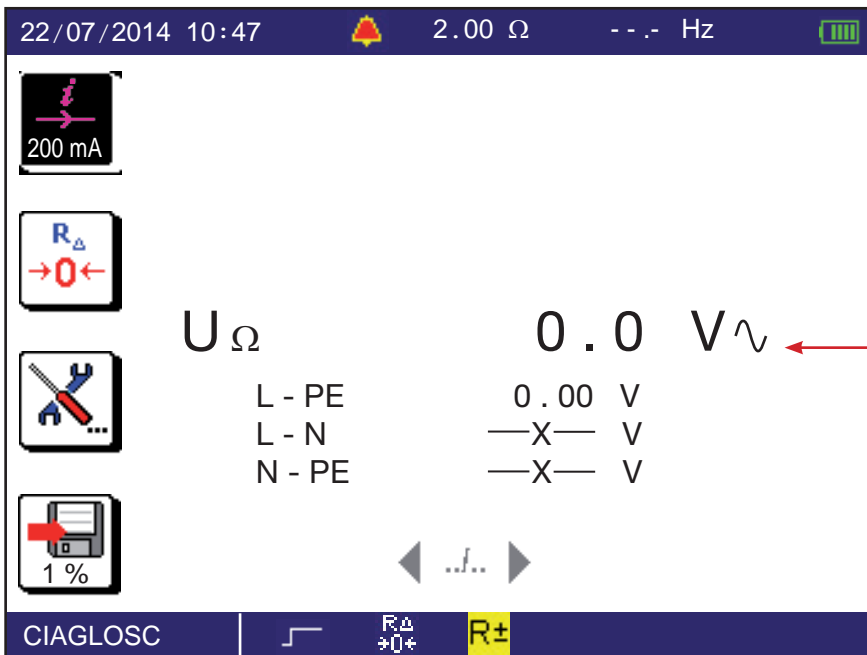 22/07/2014 10:47 2.00 Ω - - .- Hz
i
200 mA
RΔ
→0←
...
1 %
UΩ 0.0 V∿
L - PE 0.00 V
L - N —X— V
N - PE —X— V
../..
CIAGLOSC RΔ →0← R±